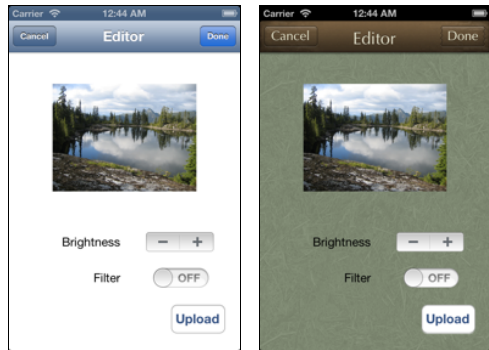 Carrier 12:44 AM
Cancel Editor Done
Brightness − +
Filter OFF
Upload
Carrier 12:44 AM
Cancel Editor Done
Brightness − +
Filter OFF
Upload